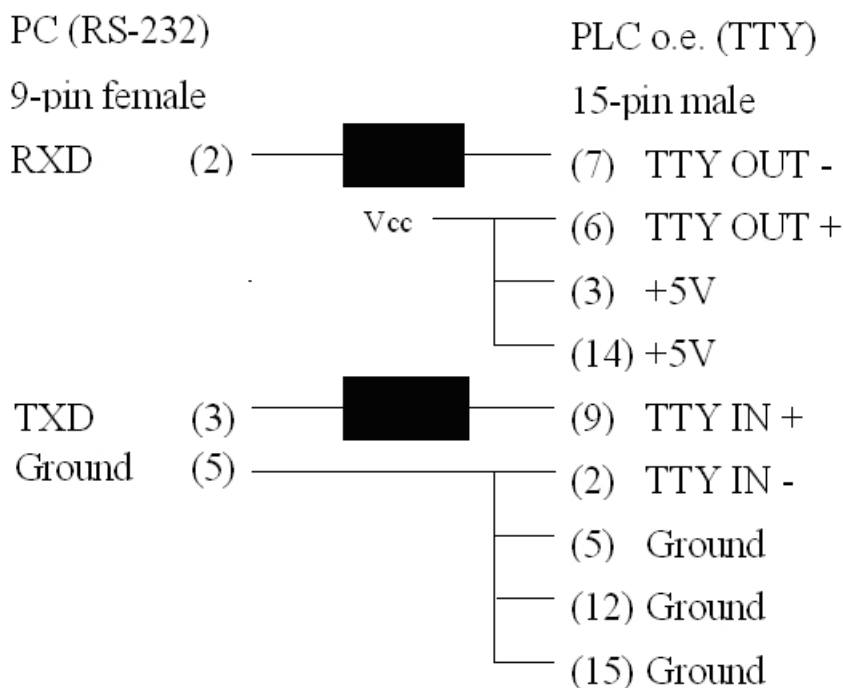 PC (RS-232) PLC o.e. (TTY)
9-pin female 15-pin male
RXD (2) (7) TTY OUT -
Vcc (6) TTY OUT +
(3) +5V
(14) +5V
TXD (3) (9) TTY IN +
Ground (5) (2) TTY IN -
(5) Ground
(12) Ground
(15) Ground